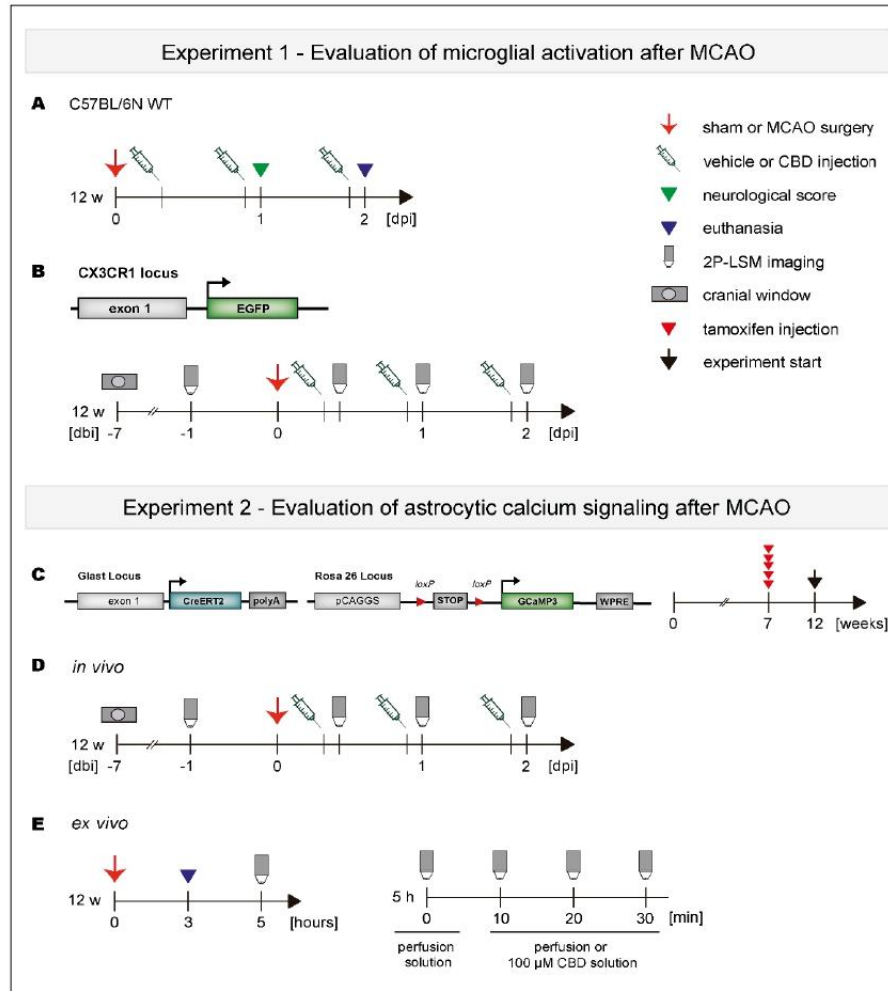 Experiment 1 - Evaluation of microglial activation after MCAO
A C57BL/6N WT
12 w
0 1 2 [dpi]
sham or MCAO surgery
vehicle or CBD injection
neurological score
euthanasia
2P-LSM imaging
cranial window
tamoxifen injection
experiment start
B CX3CR1 locus
exon 1 EGFP
12 w
[dbi] -7 -1 0 1 2 [dpi]
Experiment 2 - Evaluation of astrocytic calcium signaling after MCAO
C Glast Locus Rosa 26 Locus
loxP loxP
exon 1 CreERT2 polyA pCAGGS STOP GCaMP3 WPRE
0 7 12 [weeks]
D in vivo
12 w
[dbi] -7 -1 0 1 2 [dpi]
E ex vivo
12 w
0 3 5 [hours]
5 h
0 10 20 30 [min]
perfusion
solution
perfusion or
100 µM CBD solution